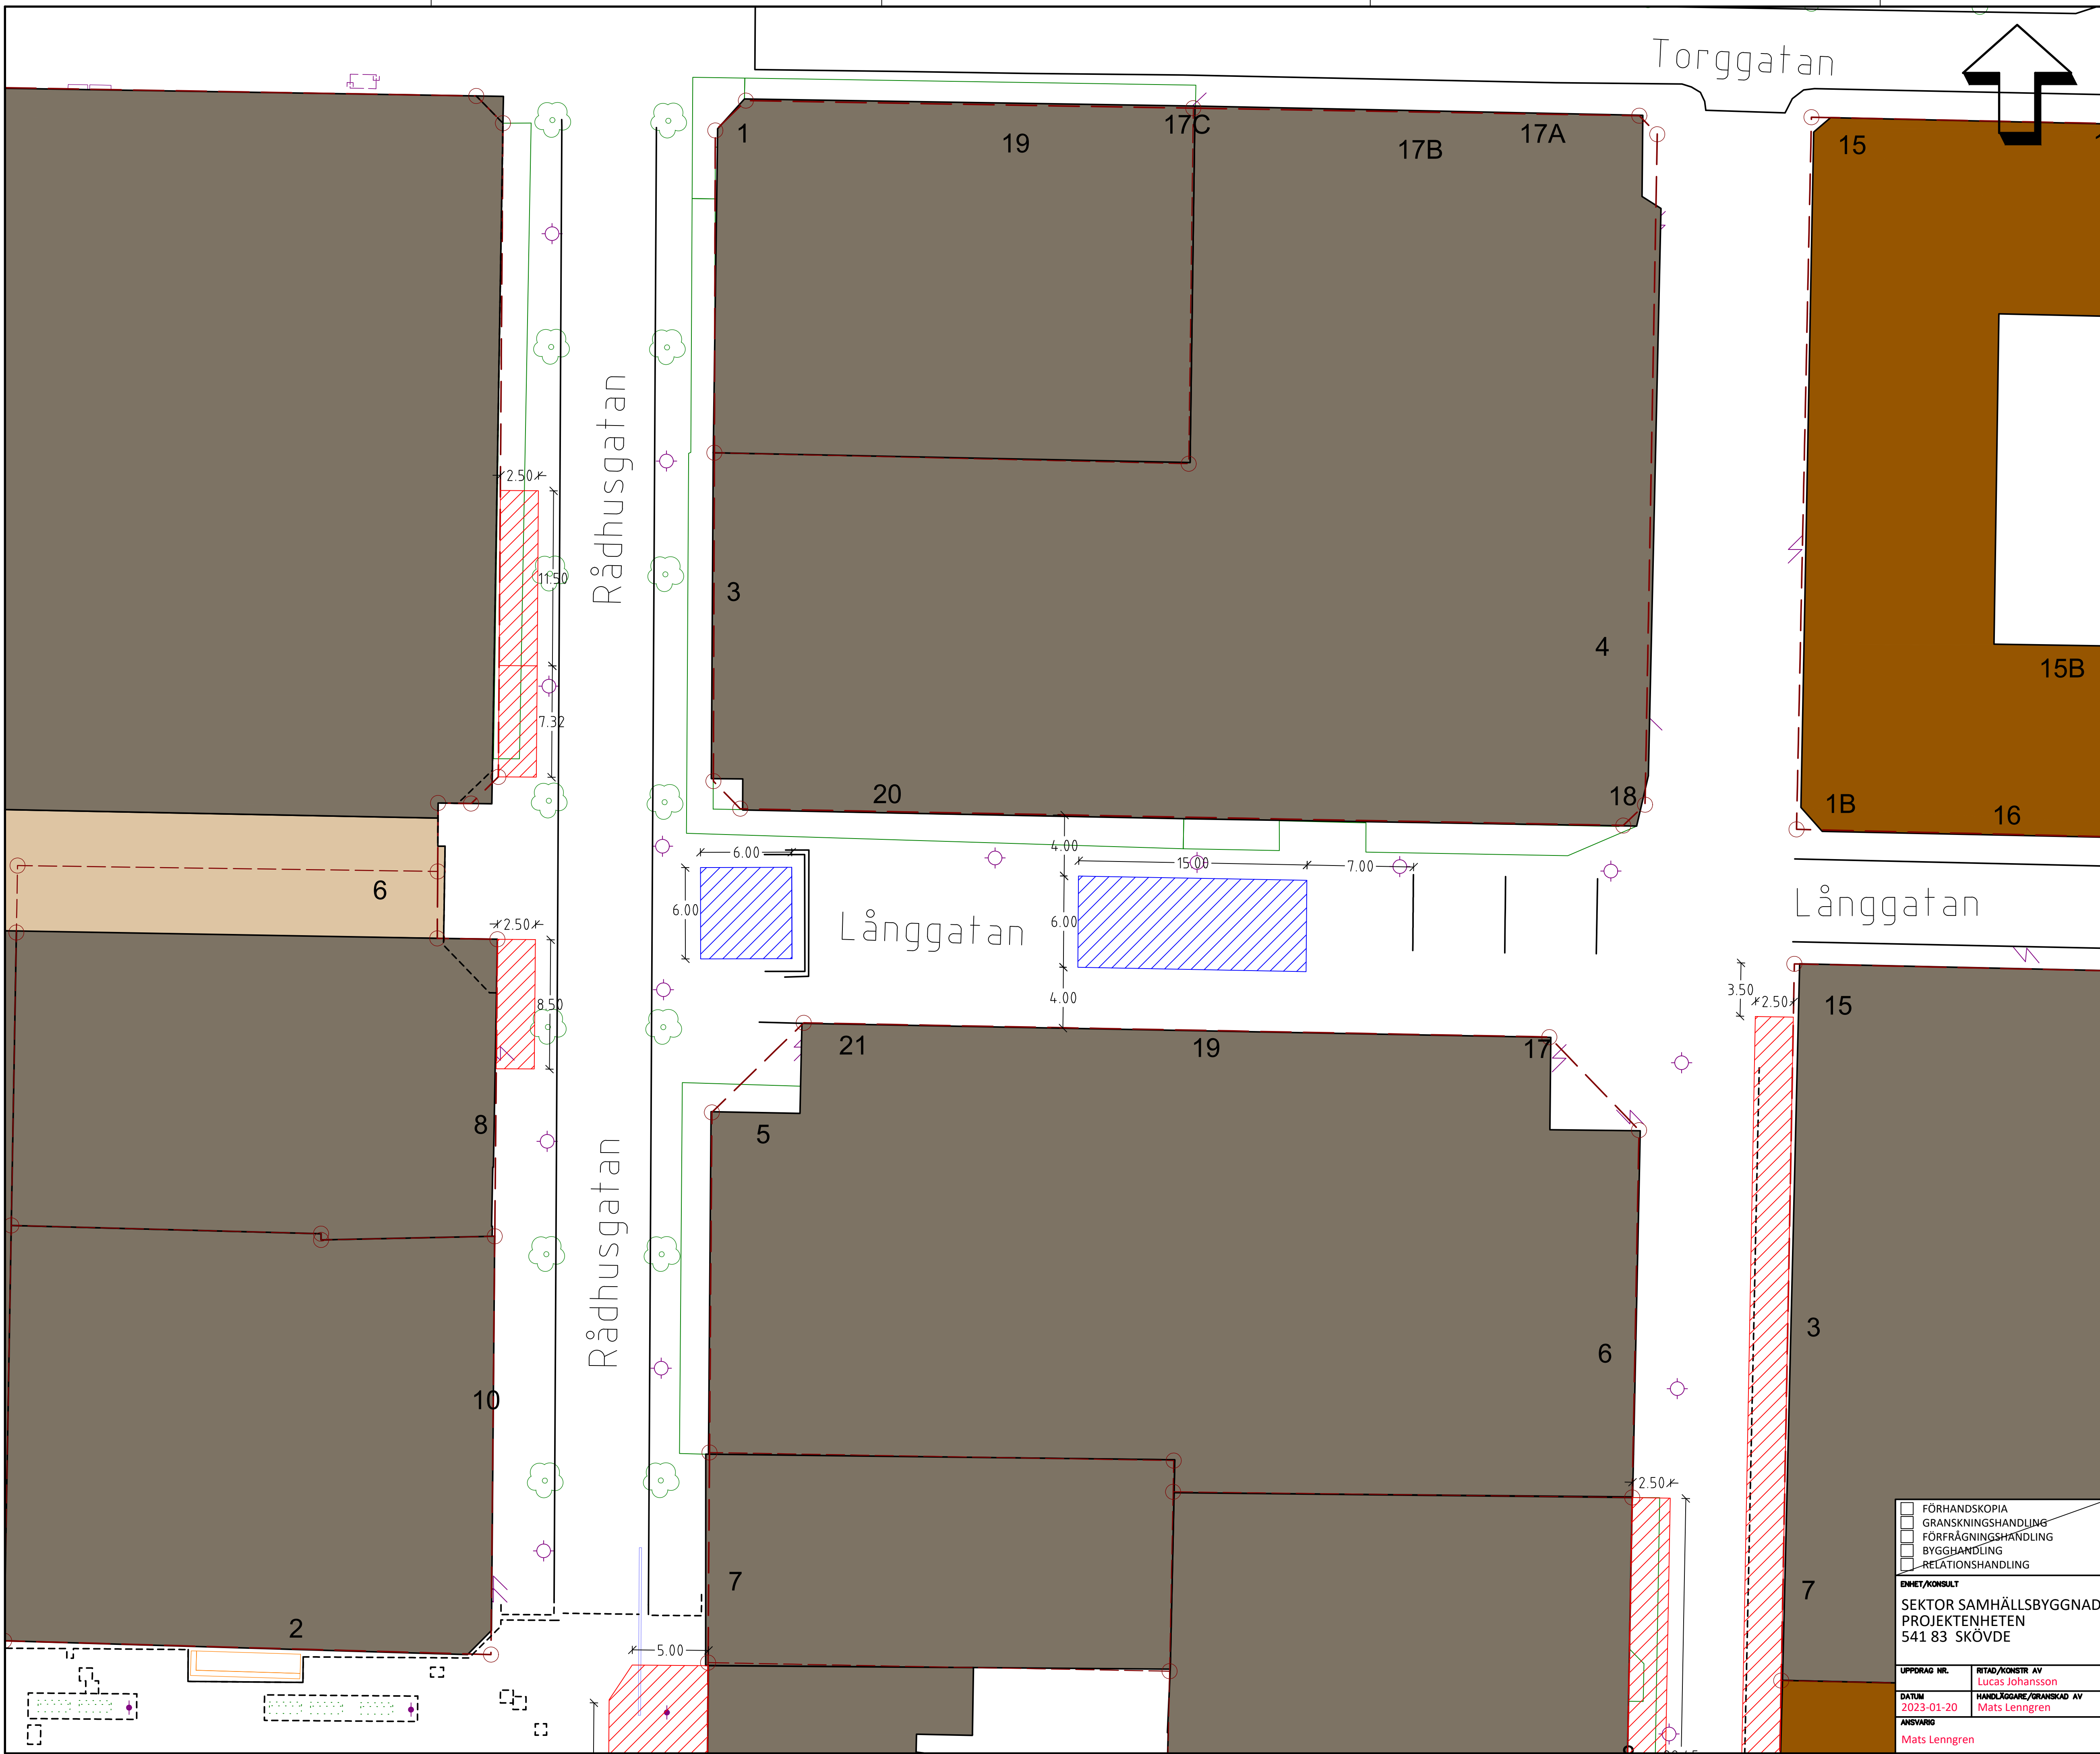 Torggatan
1
19
17C
17B
17A
15
Rådhusgatan
2.50
11.50
7.32
3
4
15B
20
18
1B
16
6
4.00
6.00
15.00
7.00
6.00
6.00
Långgatan
Långgatan
2.50
8.50
4.00
3.50
2.50
15
21
19
17
8
5
Rådhusgatan
3
6
10
2.50
7
7
2
5.00
FÖRHANDSKOPIA
GRANSKNINGSHANDLING
FÖRFRÅGNINGSHANDLING
BYGGHANDLING
RELATIONSHANDLING
ENHET/KONSULT
SEKTOR SAMHÄLLSBYGGNAD
PROJEKTENHETEN
541 83 SKÖVDE
UPPDRAG NR.
RITAD/KONSTR AV
Lucas Johansson
DATUM
HANDLÄGGARE/GRANSKAD AV
2023-01-20
Mats Lenngren
ANSVARIG
Mats Lenngren